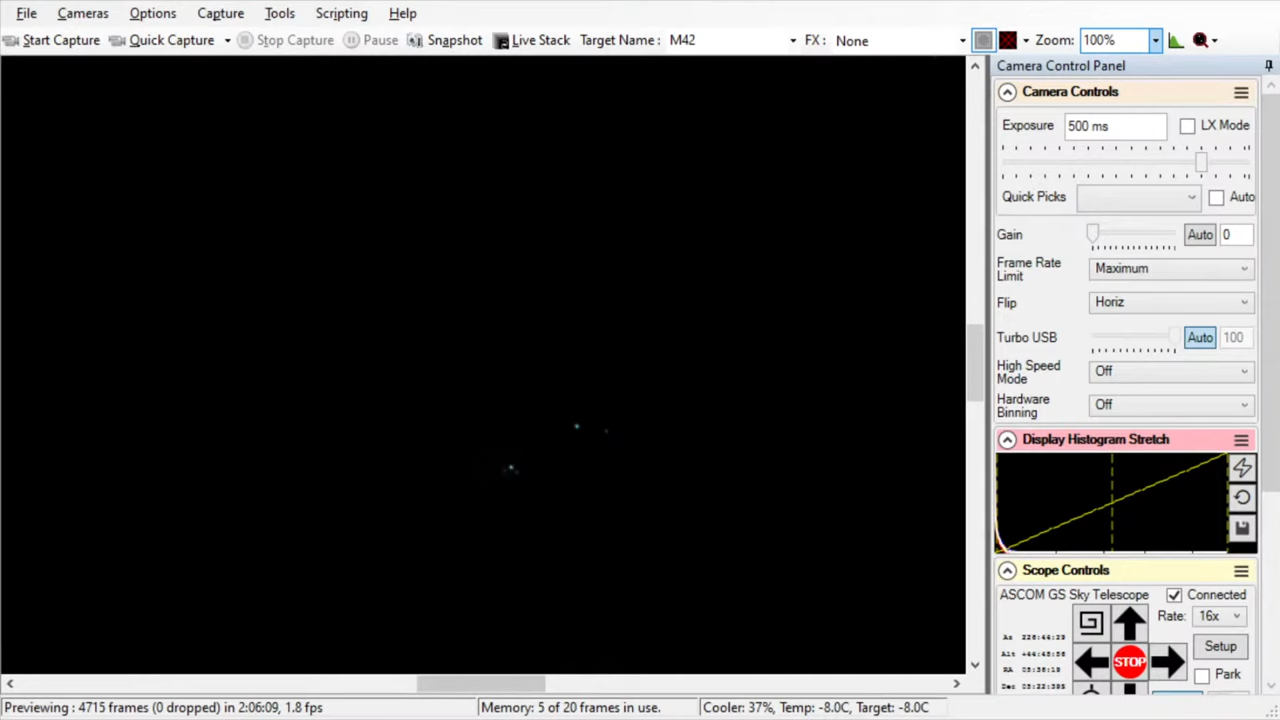 File Cameras Options Capture Tools Scripting Help
Start Capture Quick Capture Stop Capture Pause Snapshot Live Stack Target Name : M42 FX : None Zoom: 100%
Camera Control Panel
Camera Controls
Exposure 500 ms LX Mode
Quick Picks Auto
Gain Auto 0
Frame Rate Limit Maximum
Flip Horiz
Turbo USB Auto 100
High Speed Mode Off
Hardware Binning Off
Display Histogram Stretch
Scope Controls
ASCOM GS Sky Telescope Connected
Rate: 16x
Az
Alt
Setup
STOP
RA
Dec
Park
Previewing : 4715 frames (0 dropped) in 2:06:09, 1.8 fps Memory: 5 of 20 frames in use. Cooler: 37%, Temp: -8.0C, Target: -8.0C